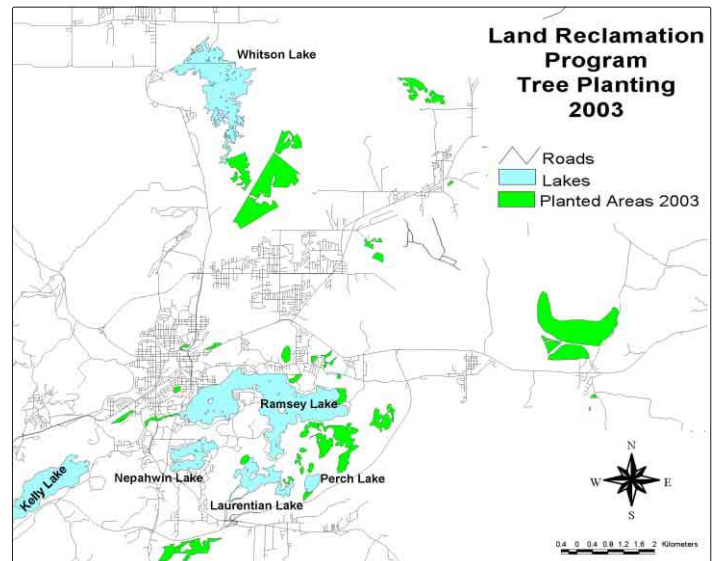 Land Reclamation
Program
Tree Planting
2003
Roads
Lakes
Planted Areas 2003
Whitson Lake
Ramsey Lake
Nepahwin Lake
Perch Lake
Kelly Lake
Laurentian Lake
N
W E
S
0.4 0 0.4 0.8 1.2 1.6 2 Kilometers